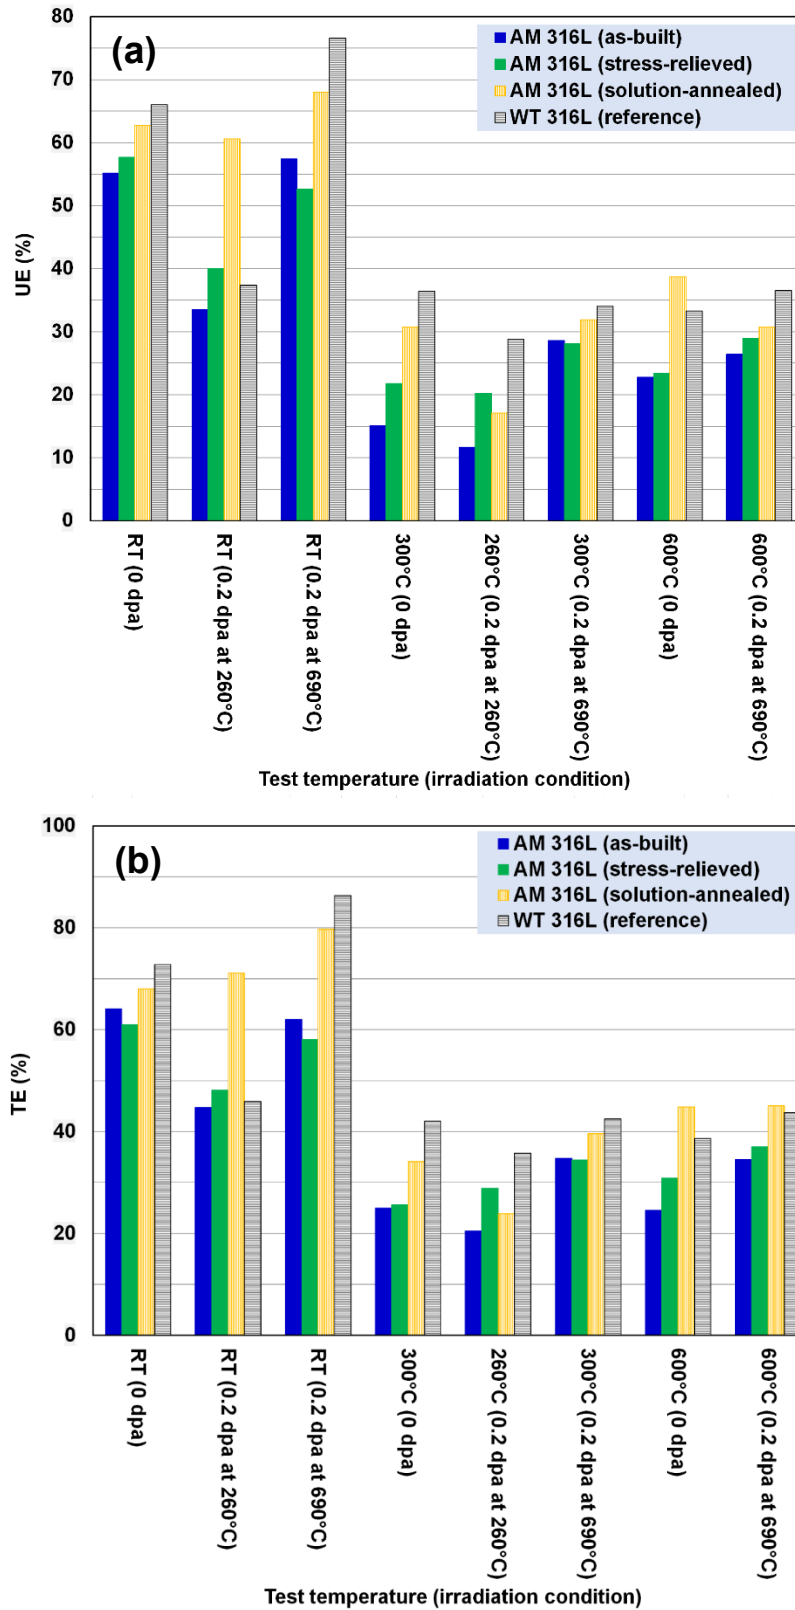 (a)
AM 316L (as-built)
AM 316L (stress-relieved)
AM 316L (solution-annealed)
WT 316L (reference)
80
70
60
50
40
30
20
10
0
UE (%)
RT (0 dpa)
RT (0.2 dpa at 260°C)
RT (0.2 dpa at 690°C)
300°C (0 dpa)
260°C (0.2 dpa at 260°C)
300°C (0.2 dpa at 690°C)
600°C (0 dpa)
600°C (0.2 dpa at 690°C)
Test temperature (irradiation condition)
(b)
AM 316L (as-built)
AM 316L (stress-relieved)
AM 316L (solution-annealed)
WT 316L (reference)
100
80
60
40
20
0
TE (%)
RT (0 dpa)
RT (0.2 dpa at 260°C)
RT (0.2 dpa at 690°C)
300°C (0 dpa)
260°C (0.2 dpa at 260°C)
300°C (0.2 dpa at 690°C)
600°C (0 dpa)
600°C (0.2 dpa at 690°C)
Test temperature (irradiation condition)